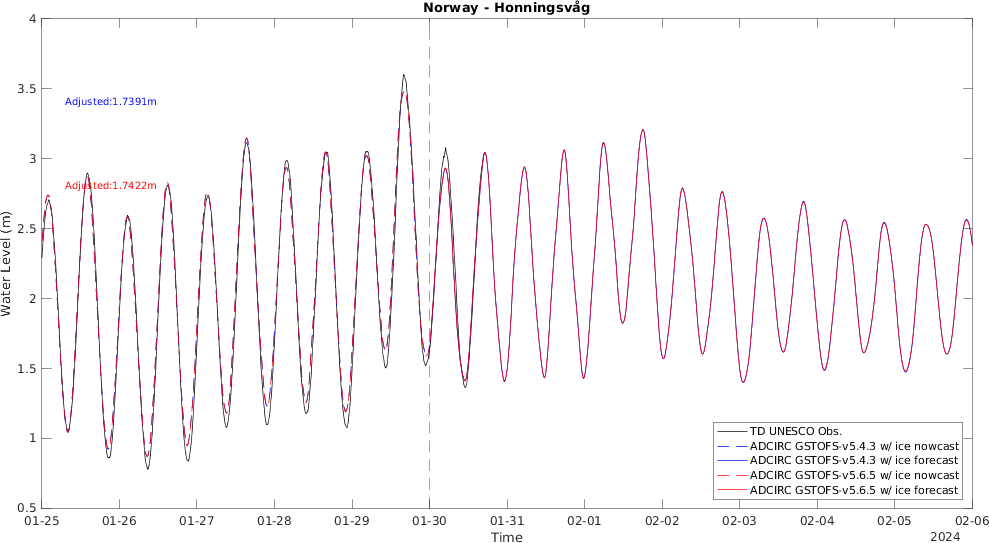 Norway - Honningsvåg
4
3.5
3
2.5
2
1.5
1
0.5
Water Level (m)
Adjusted:1.7391m
Adjusted:1.7422m
TD UNESCO Obs.
ADCIRC GSTOFS-v5.4.3 w/ ice nowcast
ADCIRC GSTOFS-v5.4.3 w/ ice forecast
ADCIRC GSTOFS-v5.6.5 w/ ice nowcast
ADCIRC GSTOFS-v5.6.5 w/ ice forecast
01-25 01-26 01-27 01-28 01-29 01-30 01-31 02-01 02-02 02-03 02-04 02-05 02-06
Time
2024